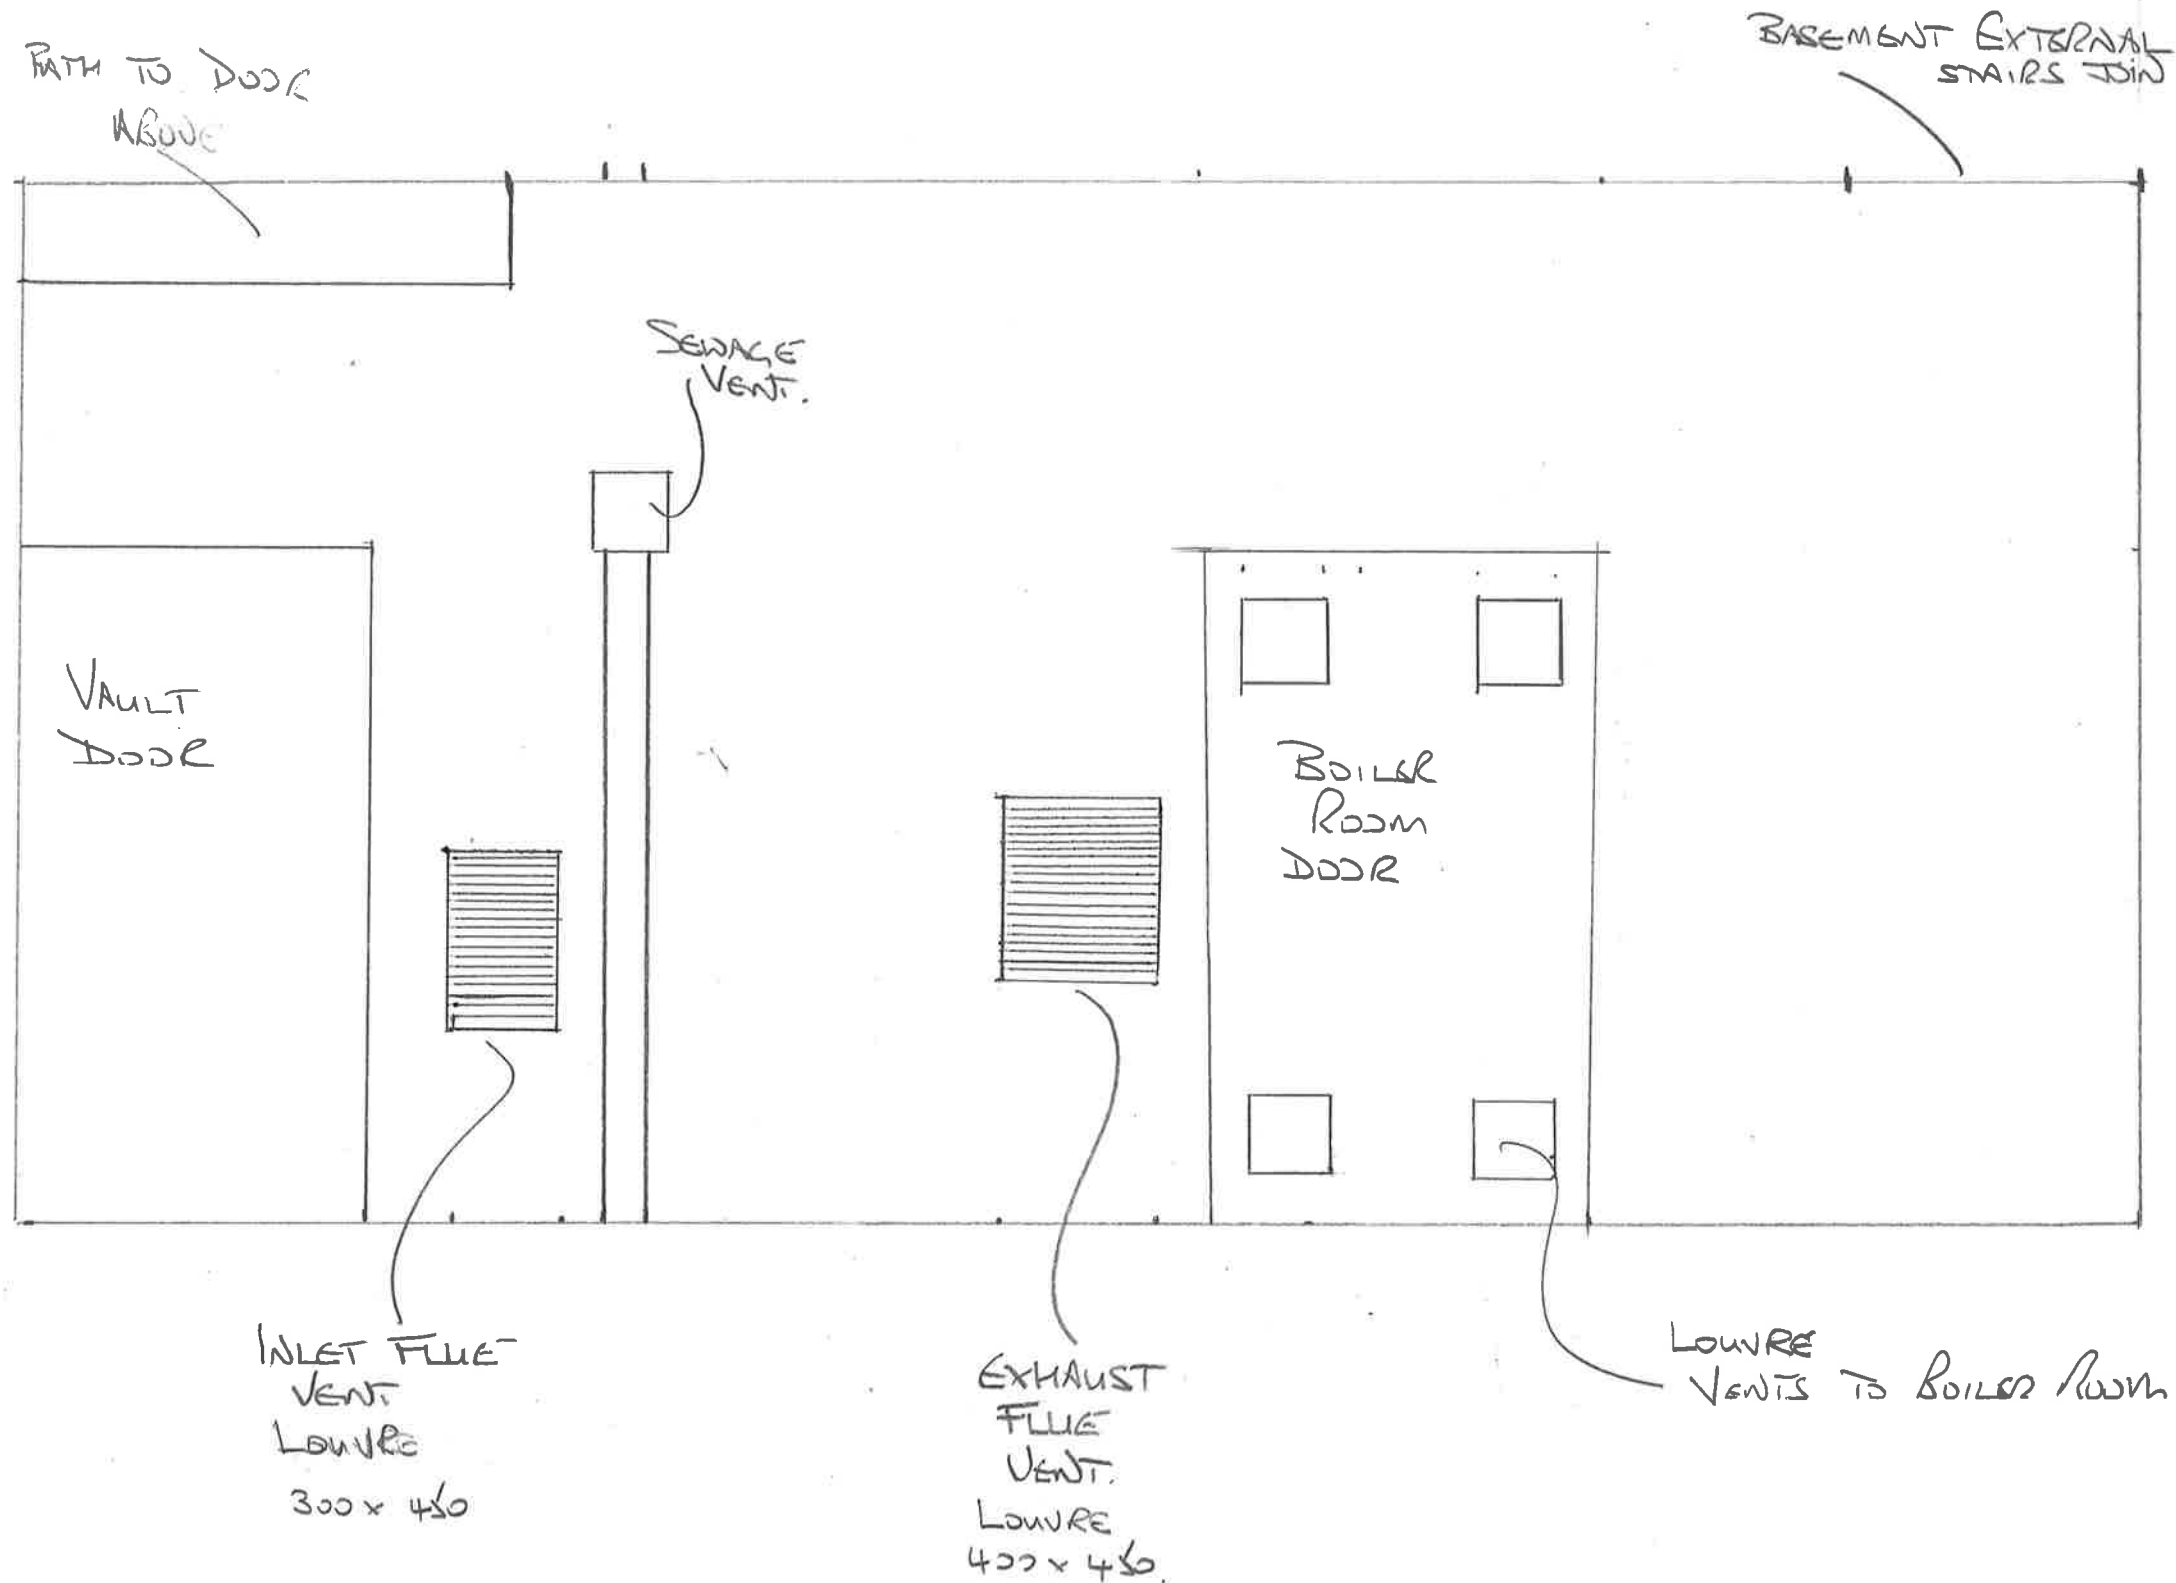 PATH TO DOOR
ABOVE
BASEMENT EXTERNAL
STAIRS JOIN
SEWAGE
VENT.
VAULT
DOOR
BOILER
ROOM
DOOR
INLET FLUE
VENT
LOUVRE
300 x 450
EXHAUST
FLUE
VENT.
LOUVRE
400 x 450.
LOUVRE
VENTS TO BOILER ROOM